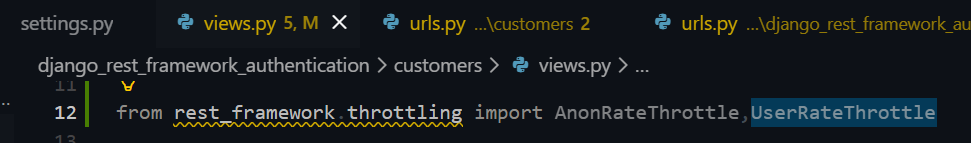 settings.py views.py 5, M urls.py ...\customers 2 urls.py ...\django_rest_framework_au
django_rest_framework_authentication > customers > views.py > ...
11
.. 12 from rest_framework.throttling import AnonRateThrottle,UserRateThrottle
13